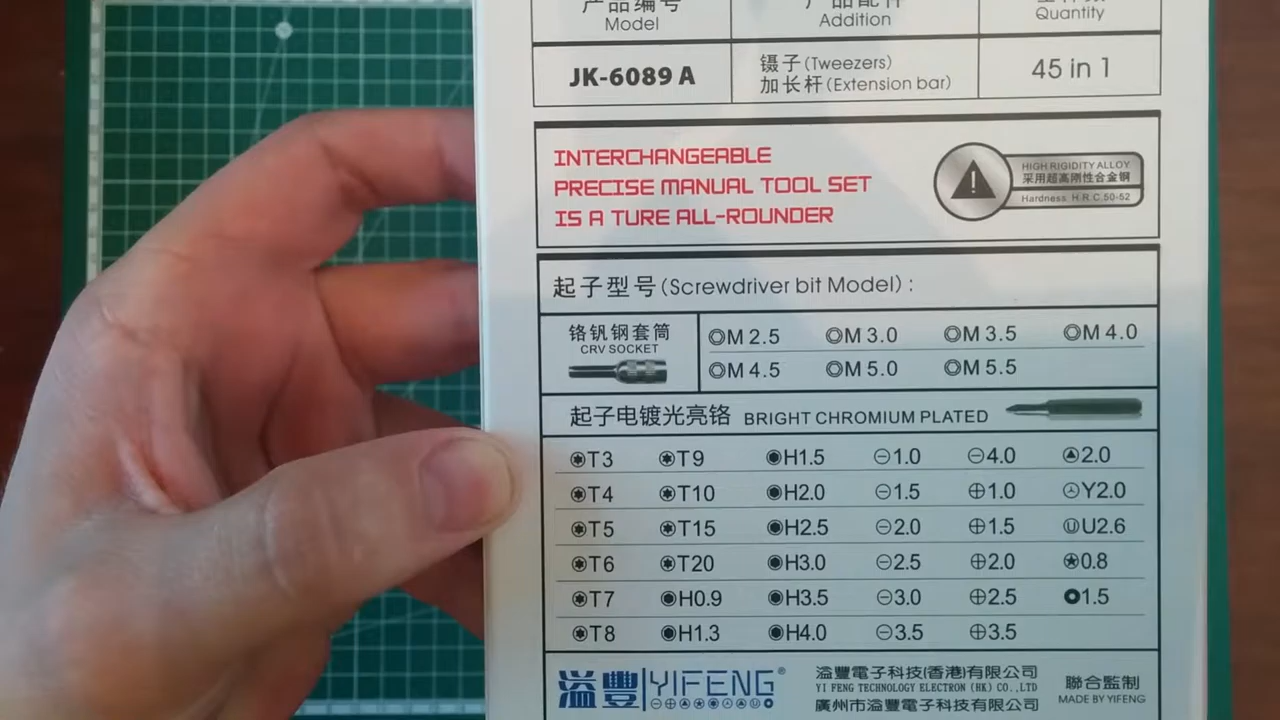 产品编号 产品配件
Model Addition Quantity
JK-6089 A 镊子(Tweezers) 45 in 1
加长杆(Extension bar)
INTERCHANGEABLE
PRECISE MANUAL TOOL SET
IS A TURE ALL-ROUNDER
HIGH RIGIDITY ALLOY
采用超高刚性合金钢
Hardness H.R.C.50-52
起子型号(Screwdriver bit Model):
铬钒钢套筒
CRV SOCKET
M 2.5 M 3.0 M 3.5 M 4.0
M 4.5 M 5.0 M 5.5
起子电镀光亮铬 BRIGHT CHROMIUM PLATED
T3 T9 H1.5 1.0 4.0 2.0
T4 T10 H2.0 1.5 1.0 Y2.0
T5 T15 H2.5 2.0 1.5 U2.6
T6 T20 H3.0 2.5 2.0 0.8
T7 H0.9 H3.5 3.0 2.5 1.5
T8 H1.3 H4.0 3.5 3.5
溢豐 YIFENG®
溢豐電子科技(香港)有限公司
YI FENG TECHNOLOGY ELECTRON (HK) CO.,LTD
廣州市溢豐電子科技有限公司
聯合監制
MADE BY YIFENG